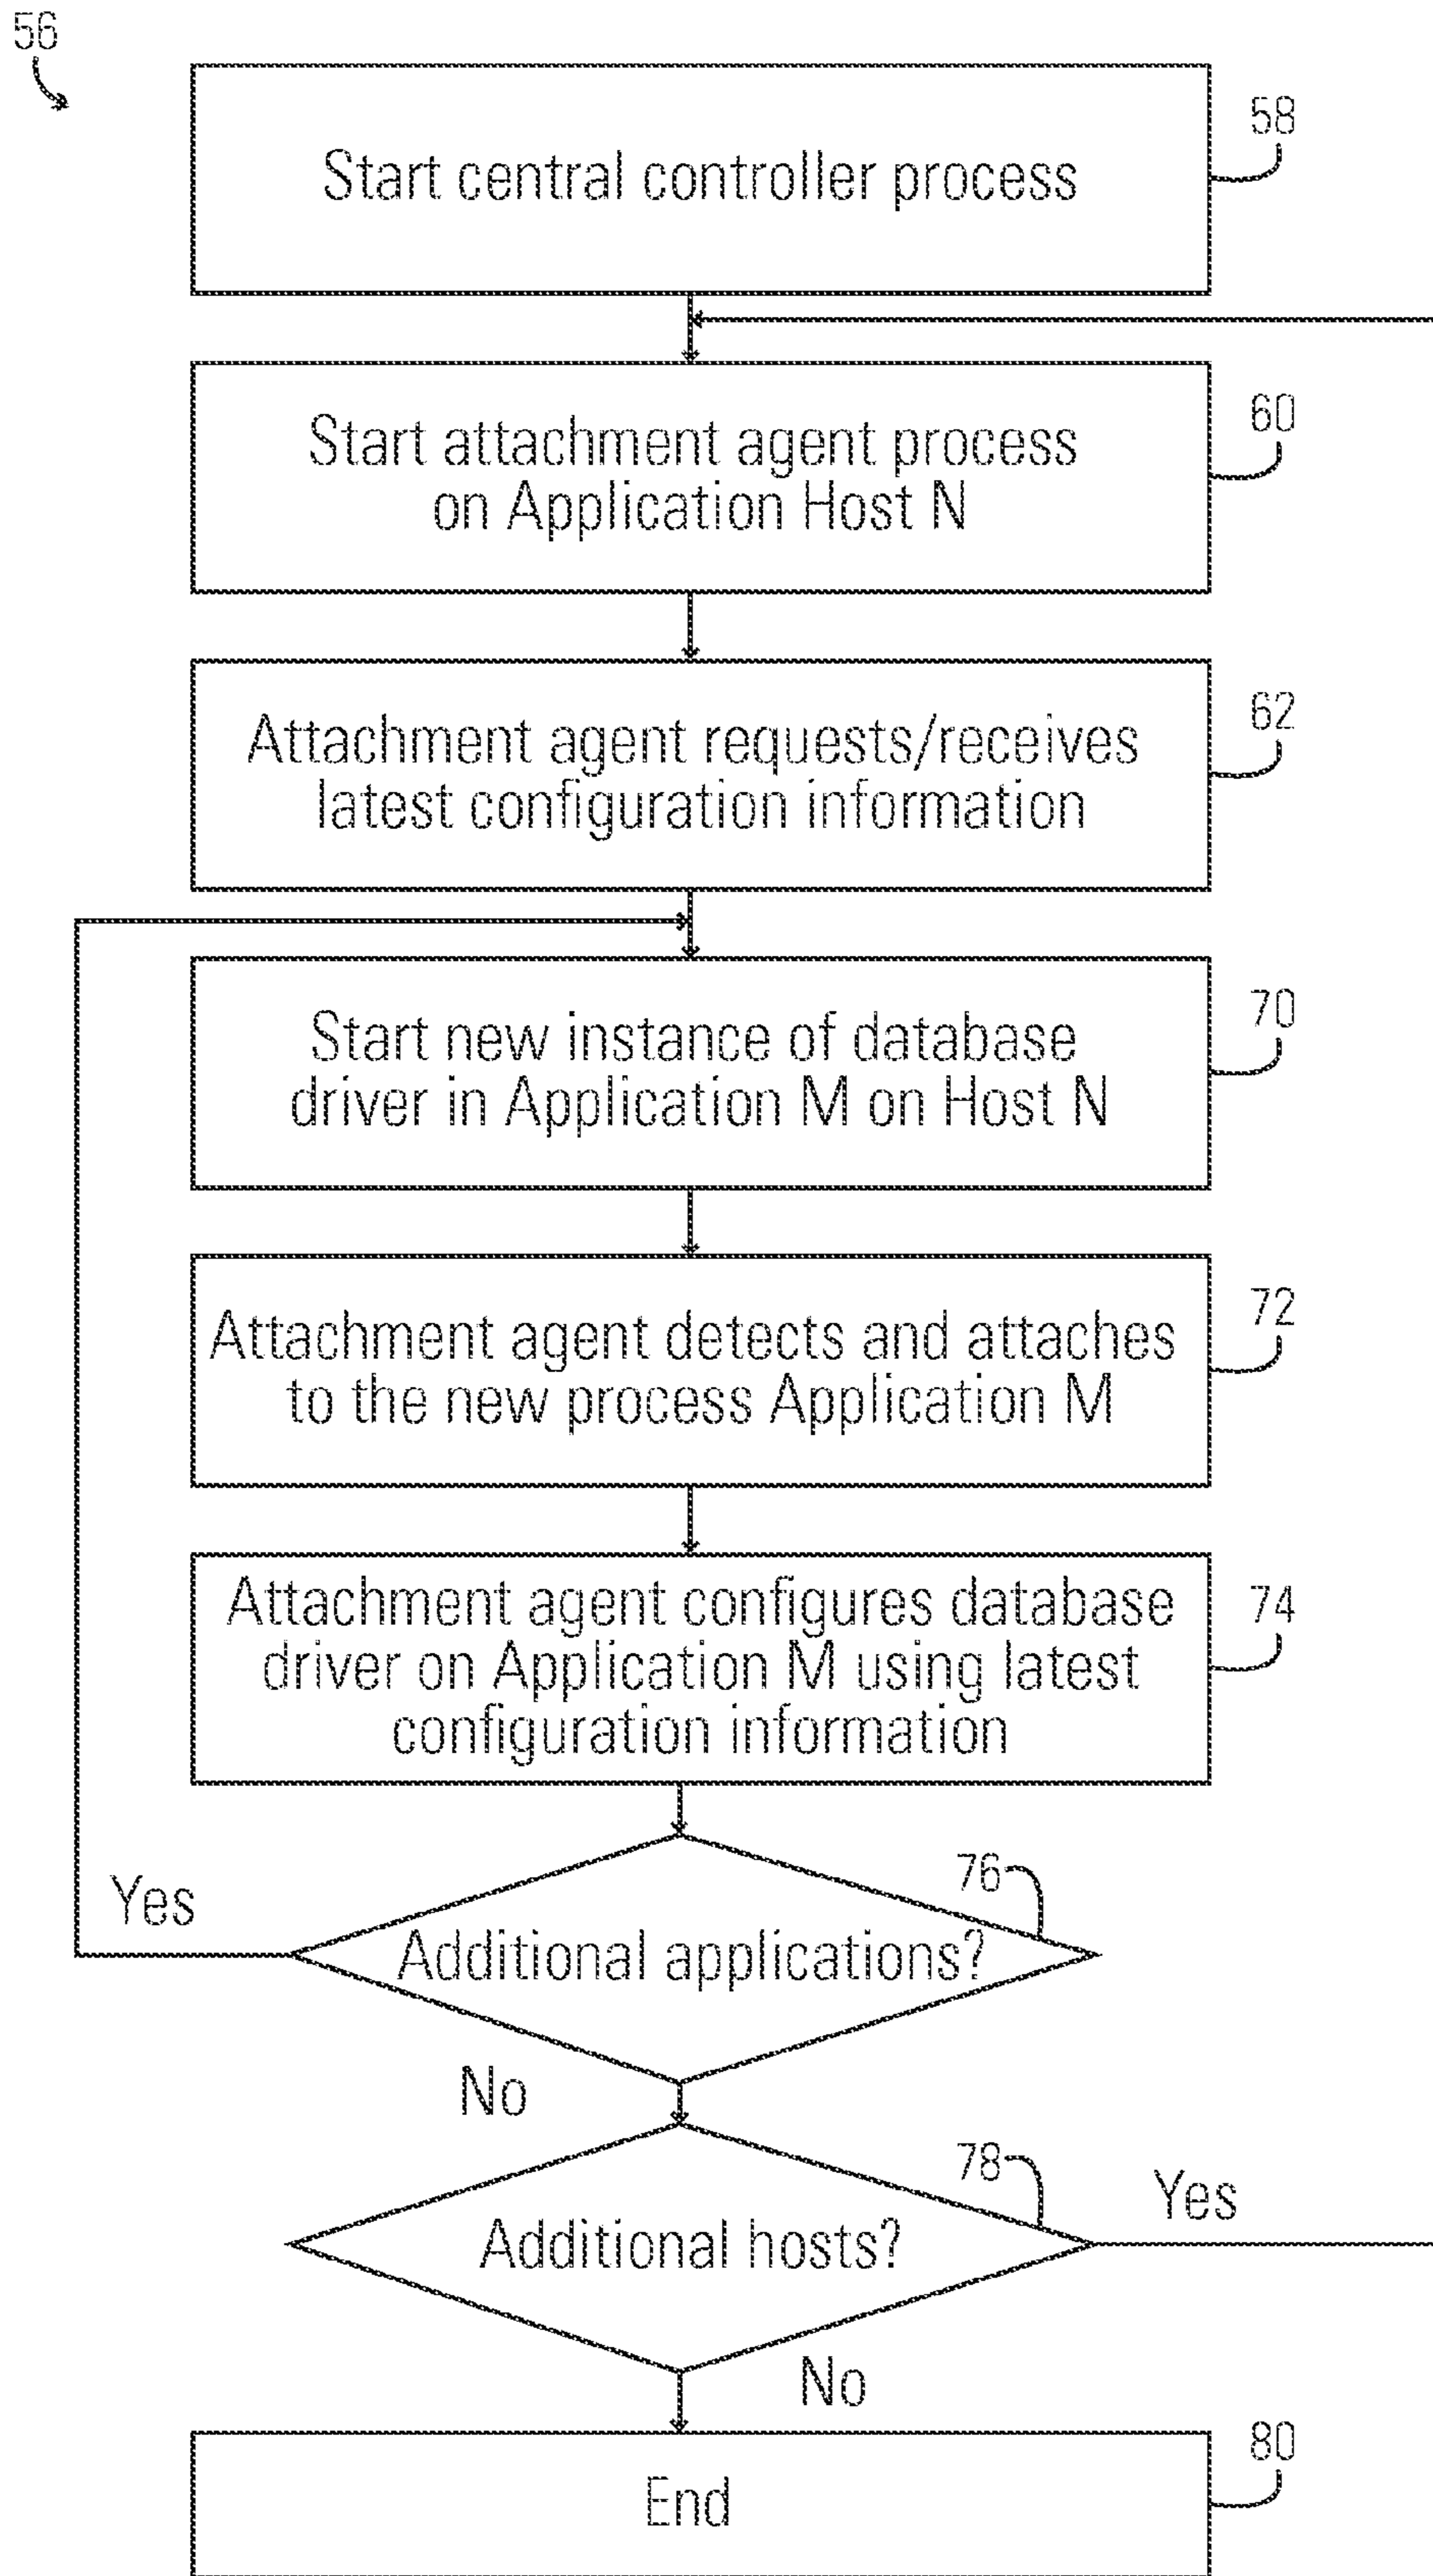 56
58
Start central controller process
60
Start attachment agent process
on Application Host N
62
Attachment agent requests/receives
latest configuration information
70
Start new instance of database
driver in Application M on Host N
72
Attachment agent detects and attaches
to the new process Application M
74
Attachment agent configures database
driver on Application M using latest
configuration information
76
Yes
Additional applications?
No
78
Yes
Additional hosts?
No
80
End